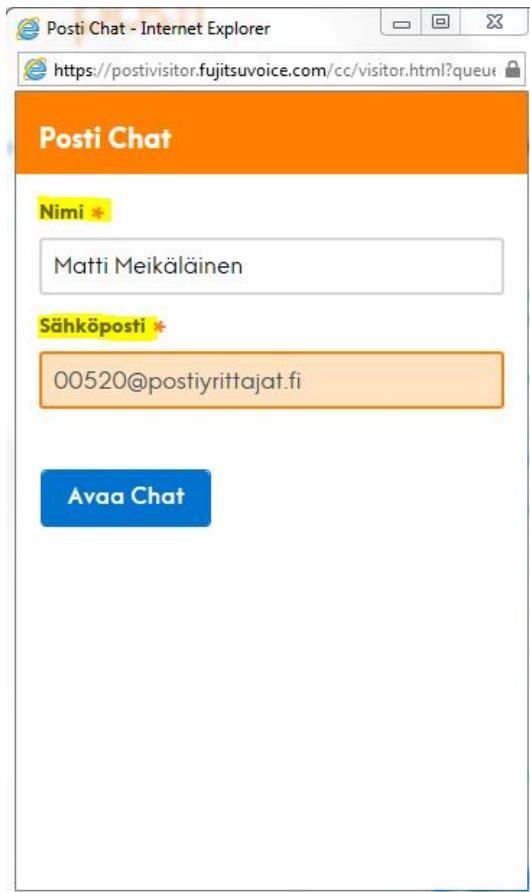 Posti Chat - Internet Explorer
https://postivisitor.fujitsuvoice.com/cc/visitor.html?queue
Posti Chat
Nimi *
Matti Meikäläinen
Sähköposti *
00520@postiyrittajat.fi
Avaa Chat